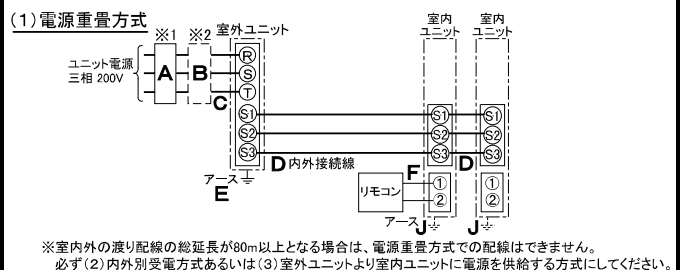 (1)電源重畳方式
※1
※2
室外ユニット
室内
ユニット
室内
ユニット
ユニット電源
三相 200V
A
B
C
R
S
T
S1
S2
S3
S1
S2
S3
S1
S2
S3
D 内外接続線
D
アース
E
F
リモコン
①
②
①
②
アース
J
J
※室内外の渡り配線の総延長が80m以上となる場合は、電源重畳方式での配線はできません。
必ず(2)内外別受電方式あるいは(3)室外ユニットより室内ユニットに電源を供給する方式にしてください。